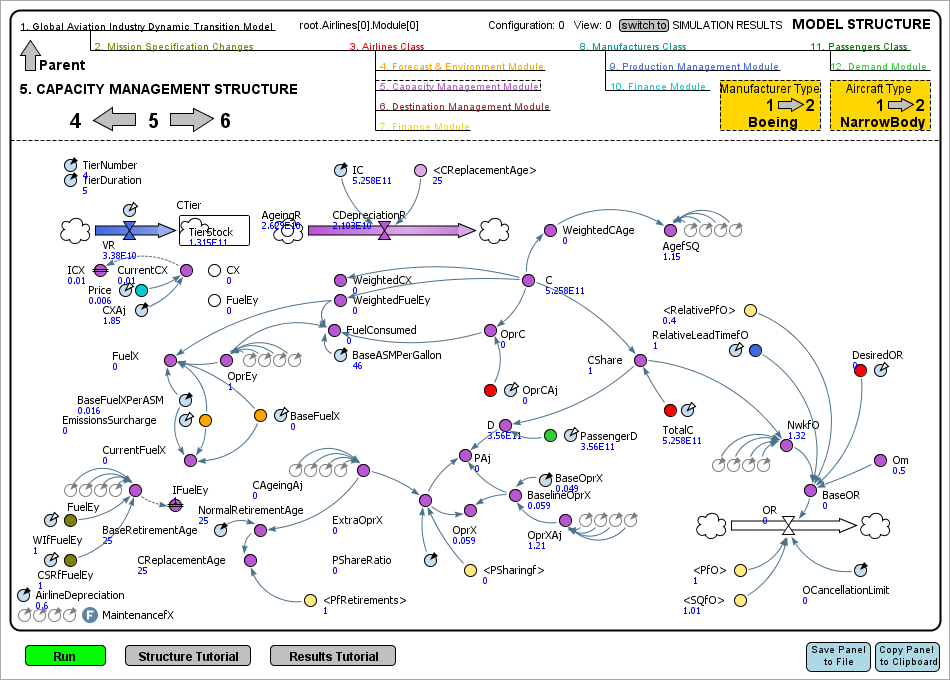 1. Global Aviation Industry Dynamic Transition Model
root.Airlines[0].Module[0]
Configuration: 0 View: 0 switch to SIMULATION RESULTS MODEL STRUCTURE
2. Mission Specification Changes
3. Airlines Class
8. Manufacturers Class
11. Passengers Class
Parent
4. Forecast & Environment Module
9. Production Management Module
12. Demand Module
5. CAPACITY MANAGEMENT STRUCTURE
5. Capacity Management Module
10. Finance Module
Manufacturer Type
1 2
Boeing
Aircraft Type
1 2
NarrowBody
6. Destination Management Module
7. Finance Module
4 5 6
TierNumber
4
TierDuration
5
IC
5.258E11
<CReplacementAge>
25
CTier
TierStock
1.315E11
VR
3.38E10
AgeingR
2.629E10
CDepreciationR
2.103E10
WeightedCAge
0
AgefSQ
1.15
ICX
0.01
CurrentCX
0.01
CX
0
Price
0.006
CXAj
1.85
FuelEy
0
WeightedCX
0
WeightedFuelEy
0
C
5.258E11
FuelConsumed
0
OprC
0
BaseASMPerGallon
46
<RelativePfO>
0.4
RelativeLeadTimefO
1
DesiredOR
0
FuelX
0
OprEy
1
CShare
1
BaseFuelXPerASM
0.016
EmissionsSurcharge
0
BaseFuelX
0
OprCAj
0
TotalC
5.258E11
D
3.56E11
PassengerD
3.56E11
NwkfO
1.32
CurrentFuelX
0
PAj
0
Om
0.5
CAgeingAj
0
BaseOprX
0.049
BaselineOprX
0.059
BaseOR
0
IFuelEy
1
FuelEy
0
NormalRetirementAge
25
ExtraOprX
0
OprX
0.059
OprXAj
1.21
OR
0
WIfFuelEy
1
BaseRetirementAge
25
CReplacementAge
25
PShareRatio
0
<PSharingf>
0
<PfO>
1
OCancellationLimit
0
CSRfFuelEy
1
AirlineDepreciation
0.6
<PfRetirements>
1
<SQfO>
1.01
F MaintenancefX
Run
Structure Tutorial
Results Tutorial
Save Panel
to File
Copy Panel
to Clipboard